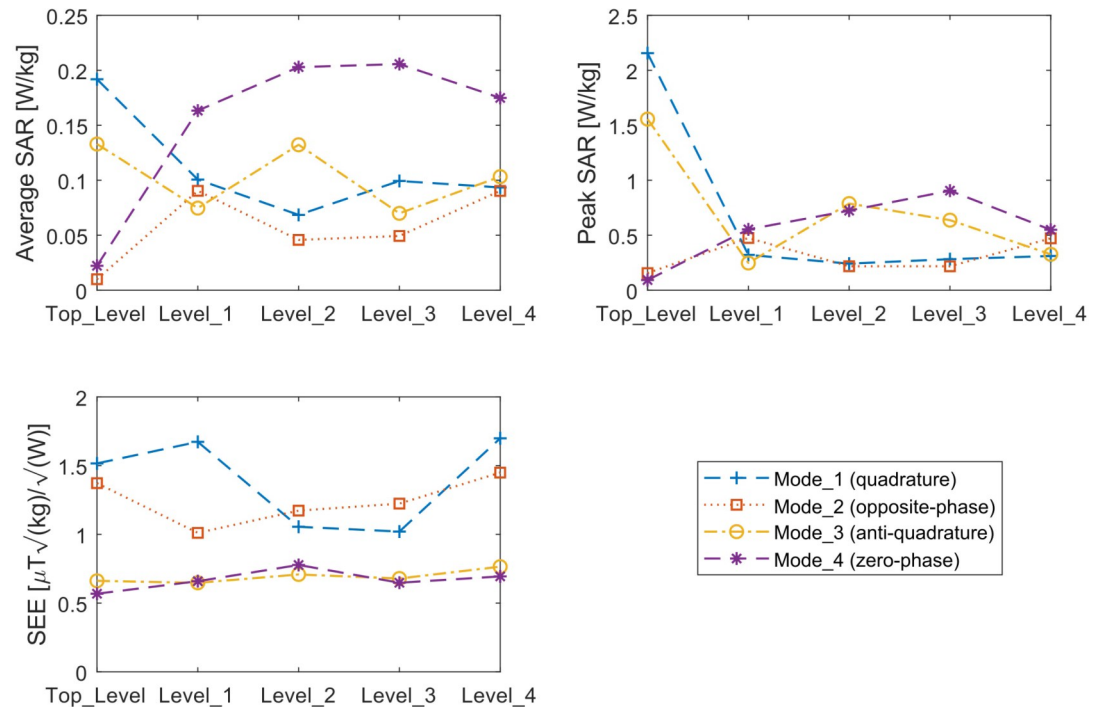 Average SAR [W/kg]
0.25
0.2
0.15
0.1
0.05
0
Top_Level Level_1 Level_2 Level_3 Level_4
Peak SAR [W/kg]
2.5
2
1.5
1
0.5
0
Top_Level Level_1 Level_2 Level_3 Level_4
SEE [μT√(kg)/√(W)]
2
1.5
1
0.5
0
Top_Level Level_1 Level_2 Level_3 Level_4
Mode_1 (quadrature)
Mode_2 (opposite-phase)
Mode_3 (anti-quadrature)
Mode_4 (zero-phase)